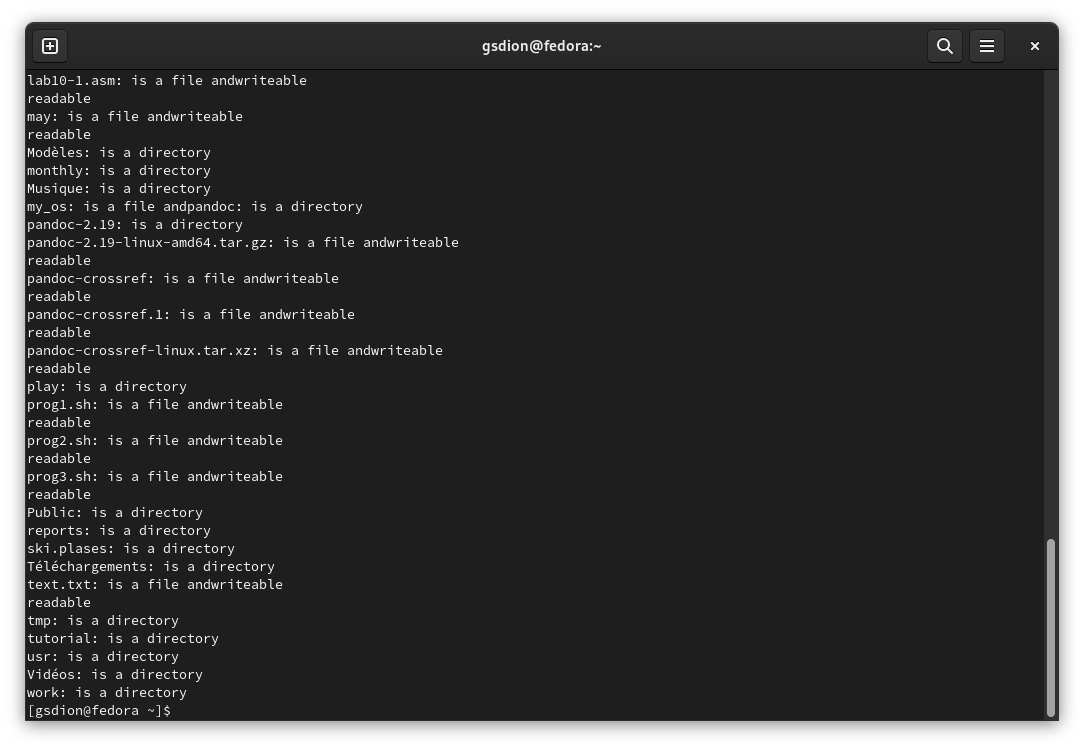 gsdion@fedora:~
lab10-1.asm: is a file andwriteable
readable
may: is a file andwriteable
readable
Modèles: is a directory
monthly: is a directory
Musique: is a directory
my_os: is a file andpandoc: is a directory
pandoc-2.19: is a directory
pandoc-2.19-linux-amd64.tar.gz: is a file andwriteable
readable
pandoc-crossref: is a file andwriteable
readable
pandoc-crossref.1: is a file andwriteable
readable
pandoc-crossref-linux.tar.xz: is a file andwriteable
readable
play: is a directory
prog1.sh: is a file andwriteable
readable
prog2.sh: is a file andwriteable
readable
prog3.sh: is a file andwriteable
readable
Public: is a directory
reports: is a directory
ski.plases: is a directory
Téléchargements: is a directory
text.txt: is a file andwriteable
readable
tmp: is a directory
tutorial: is a directory
usr: is a directory
Vidéos: is a directory
work: is a directory
[gsdion@fedora ~]$